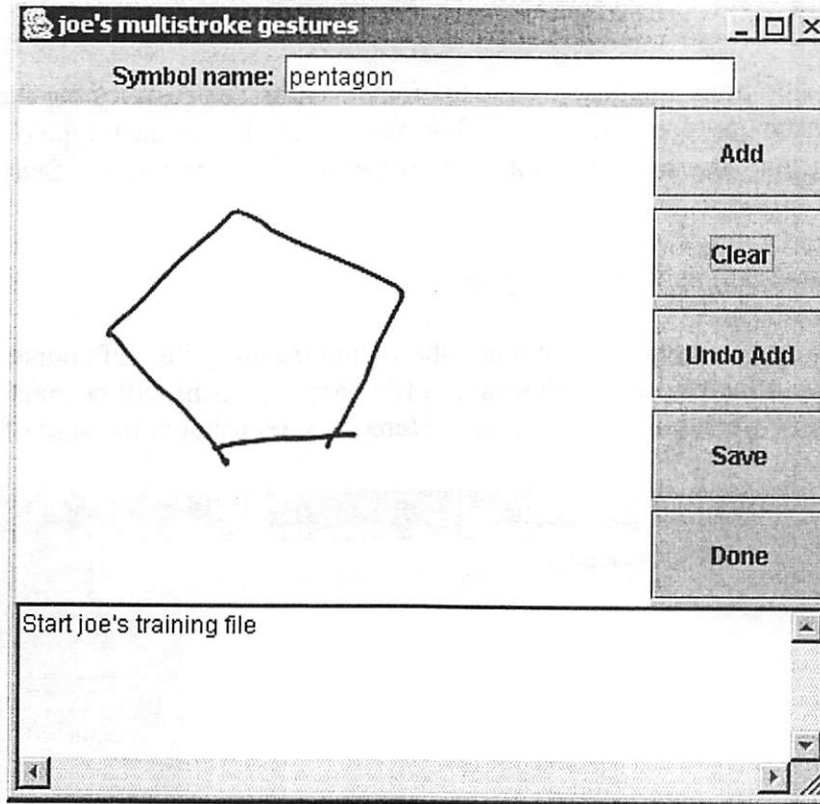 joe's multistroke gestures
Symbol name: pentagon
Add
Clear
Undo Add
Save
Done
Start joe's training file